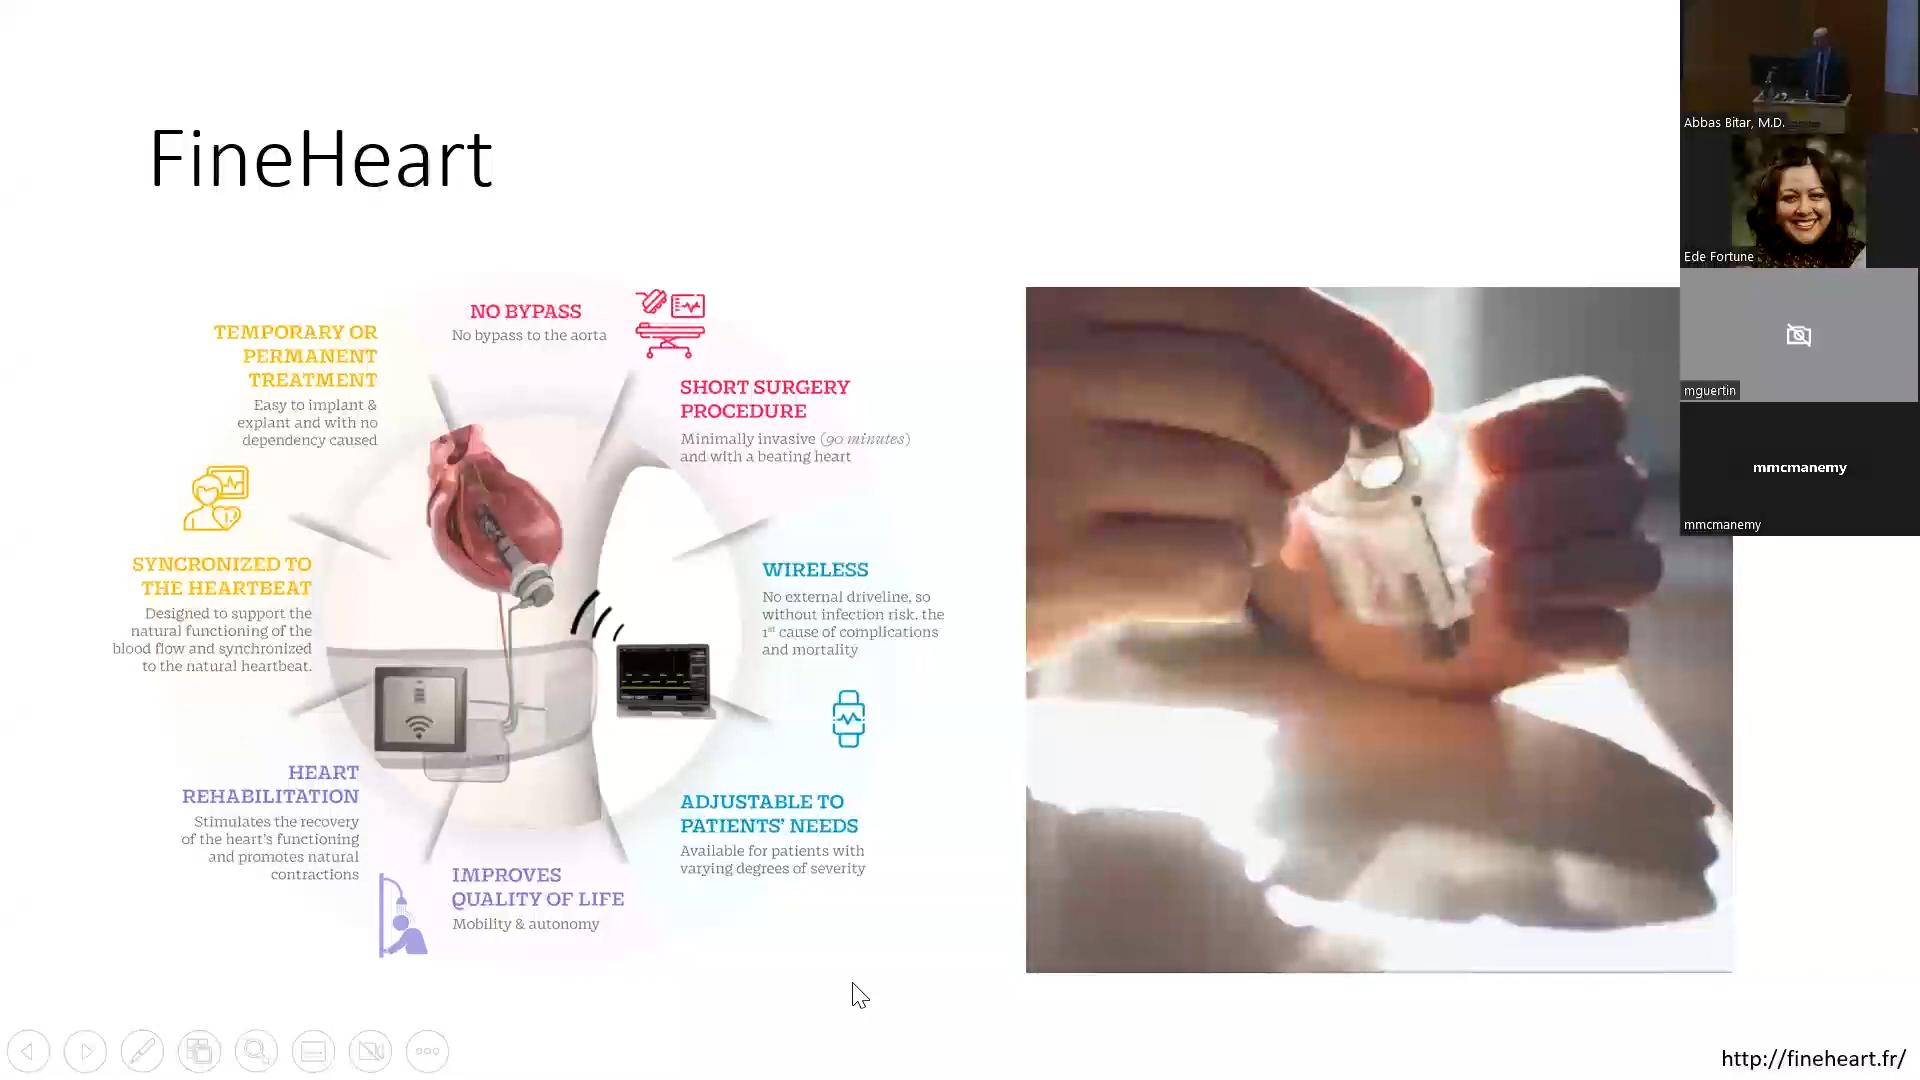 FineHeart
NO BYPASS
No bypass to the aorta
TEMPORARY OR
PERMANENT
TREATMENT
Easy to implant &
explant and with no
dependency caused
SHORT SURGERY
PROCEDURE
Minimally invasive (90 minutes)
and with a beating heart
SYNCRONIZED TO
THE HEARTBEAT
Designed to support the
natural functioning of the
blood flow and synchronized
to the natural heartbeat.
WIRELESS
No external driveline, so
without infection risk. the
1st cause of complications
and mortality
HEART
REHABILITATION
Stimulates the recovery
of the heart's functioning
and promotes natural
contractions
ADJUSTABLE TO
PATIENTS' NEEDS
Available for patients with
varying degrees of severity
IMPROVES
QUALITY OF LIFE
Mobility & autonomy
Abbas Bitar, M.D.
Ede Fortune
mguertin
mmcmanemy
mmcmanemy
http://fineheart.fr/